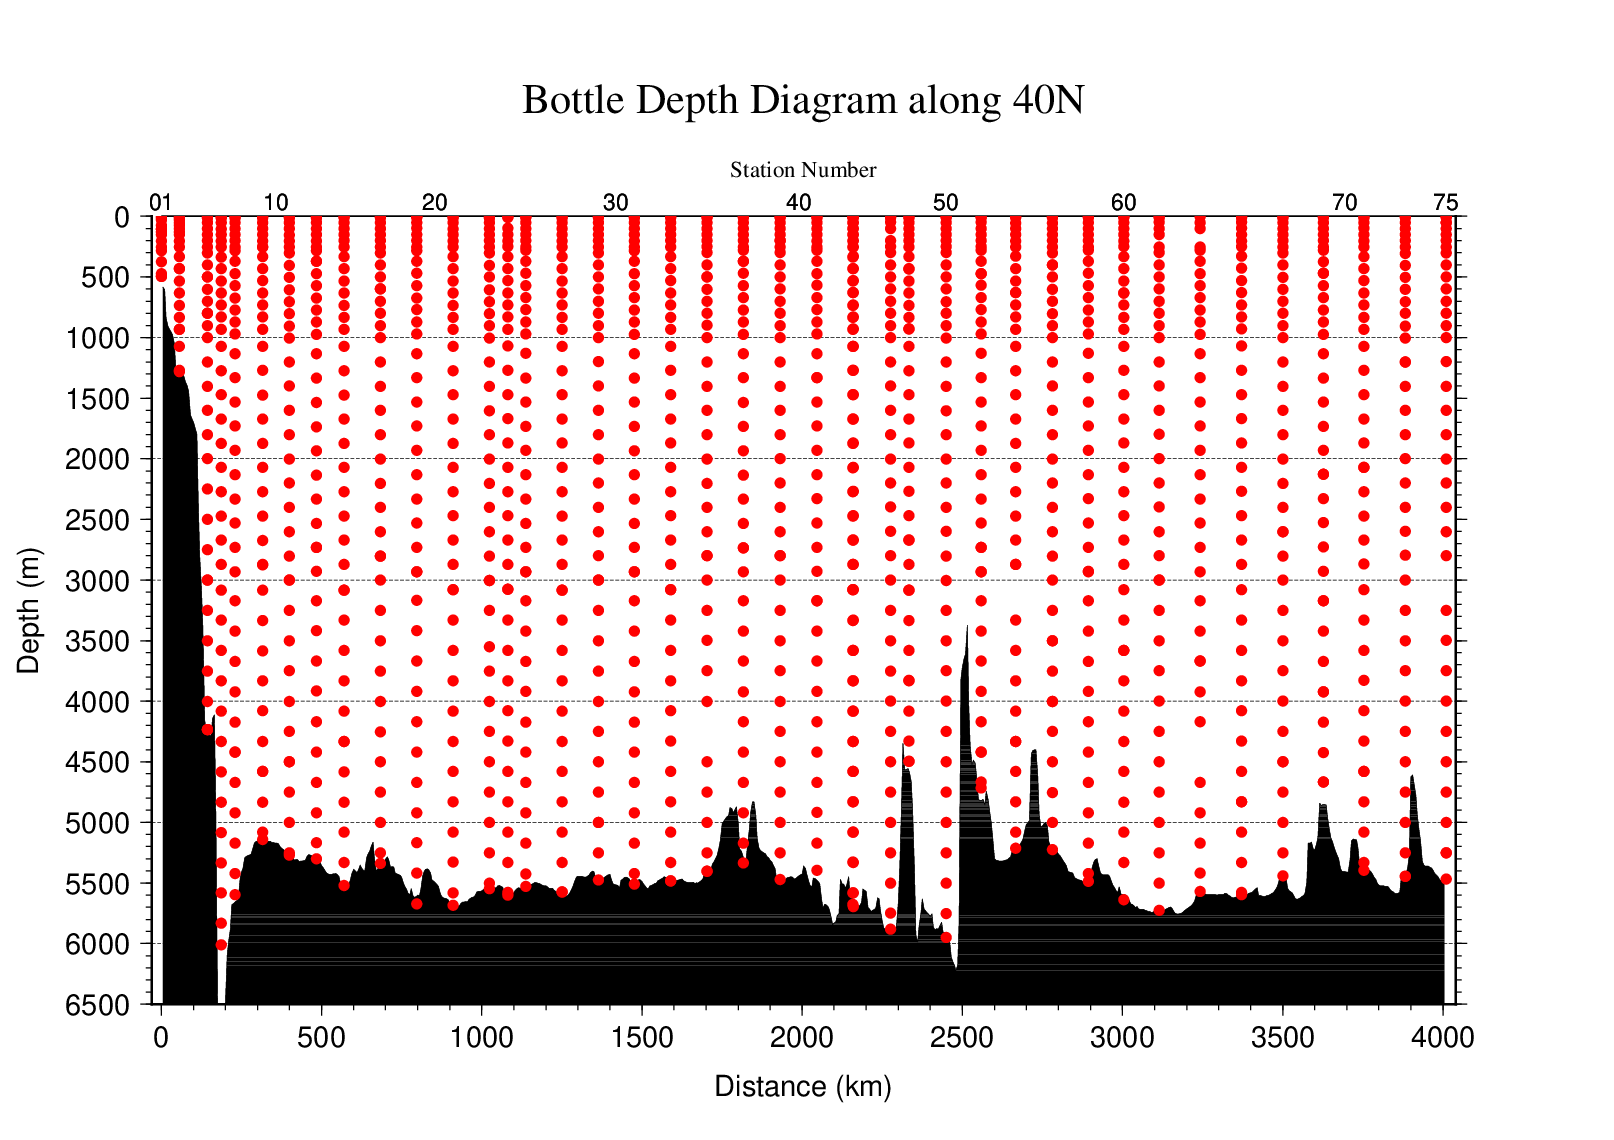 Bottle Depth Diagram along 40N
Station Number
01 10 20 30 40 50 60 70 75
0
500
1000
1500
2000
2500
3000
3500
4000
4500
5000
5500
6000
6500
Depth (m)
0 500 1000 1500 2000 2500 3000 3500 4000
Distance (km)